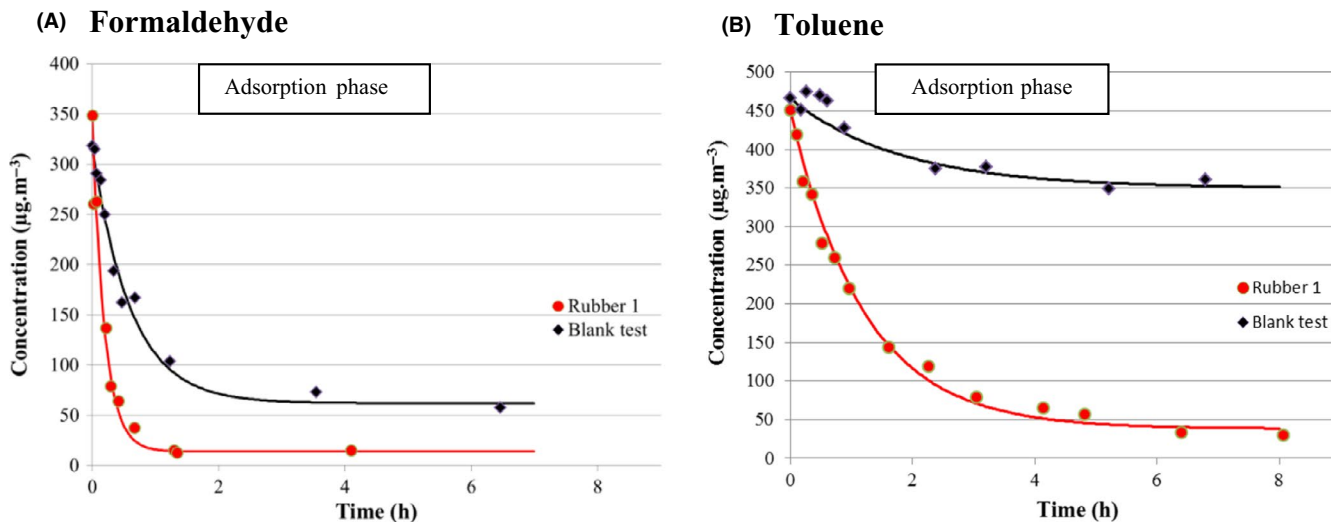 (A) Formaldehyde
400
350
300
250
200
150
100
50
0
Concentration (µg.m⁻³)
Adsorption phase
Rubber 1
Blank test
0 2 4 6 8
Time (h)
(B) Toluene
500
450
400
350
300
250
200
150
100
50
0
Concentration (µg.m⁻³)
Adsorption phase
Rubber 1
Blank test
0 2 4 6 8
Time (h)